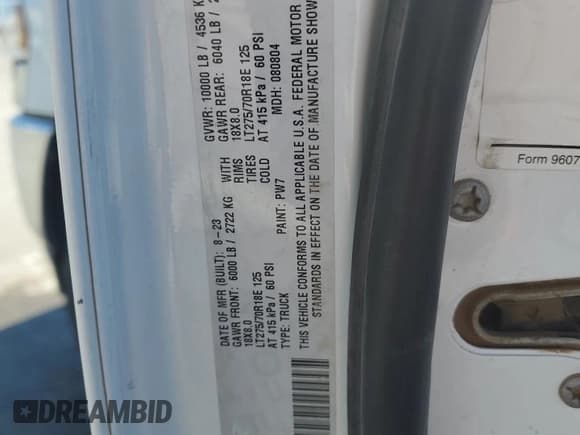 DATE OF MFR (BUILT): 8-23 GVWR: 10000 LB / 4536 K
GAWR FRONT: 6000 LB / 2722 KG WITH GAWR REAR: 6040 LB /
18X8.0 RIMS 18X8.0
LT275/70R18E 125 TIRES LT275/70R18E 125
AT 415 kPa / 60 PSI COLD AT 415 kPa / 60 PSI
TYPE: TRUCK PAINT: PW7 MDH: 080804
THIS VEHICLE CONFORMS TO ALL APPLICABLE U.S.A. FEDERAL MOTOR
STANDARDS IN EFFECT ON THE DATE OF MANUFACTURE SHOW
Form 9607
DREAMBID